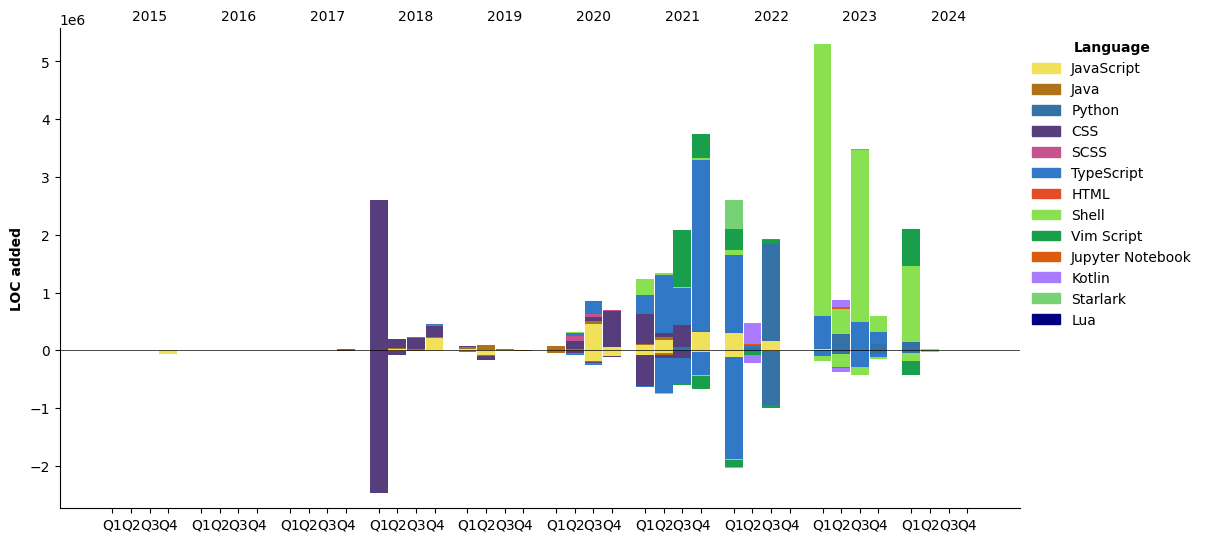 1e6
2015 2016 2017 2018 2019 2020 2021 2022 2023 2024
LOC added
5
4
3
2
1
0
−1
−2
Q1Q2Q3Q4 Q1Q2Q3Q4 Q1Q2Q3Q4 Q1Q2Q3Q4 Q1Q2Q3Q4 Q1Q2Q3Q4 Q1Q2Q3Q4 Q1Q2Q3Q4 Q1Q2Q3Q4 Q1Q2Q3Q4
Language
JavaScript
Java
Python
CSS
SCSS
TypeScript
HTML
Shell
Vim Script
Jupyter Notebook
Kotlin
Starlark
Lua